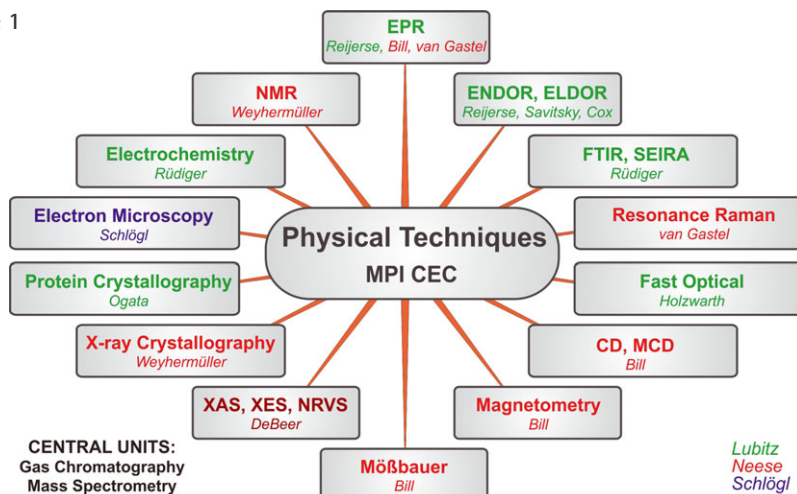 1
EPR
Reijerse, Bill, van Gastel
NMR
Weyhermüller
ENDOR, ELDOR
Reijerse, Savitsky, Cox
Electrochemistry
Rüdiger
FTIR, SEIRA
Rüdiger
Electron Microscopy
Schlögl
Physical Techniques
MPI CEC
Resonance Raman
van Gastel
Protein Crystallography
Ogata
Fast Optical
Holzwarth
X-ray Crystallography
Weyhermüller
CD, MCD
Bill
XAS, XES, NRVS
DeBeer
Magnetometry
Bill
Mößbauer
Bill
CENTRAL UNITS:
Gas Chromatography
Mass Spectrometry
Lubitz
Neese
Schlögl